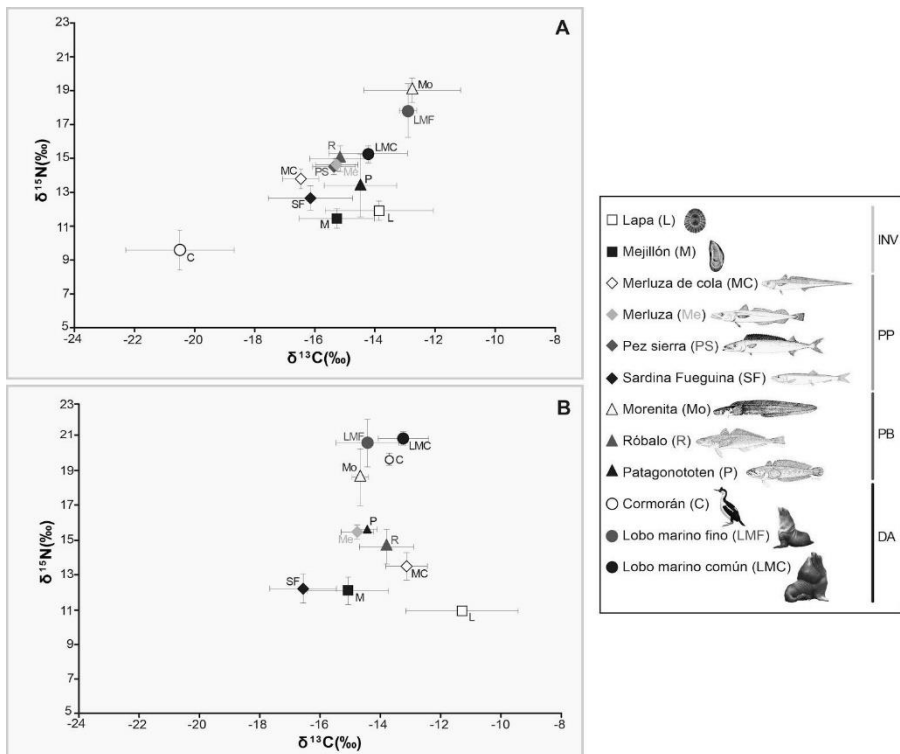 A
23
21
19
17
15
13
11
9
7
5
δ¹⁵N(‰)
Mo
LMF
R
LMC
MC
PS
Me
P
SF
M
L
C
-24
-22
-20
-18
-16
-14
-12
-10
-8
δ¹³C(‰)
B
23
21
19
17
15
13
11
9
7
5
δ¹⁵N(‰)
LMF
LMC
C
Mo
P
Me
R
MC
SF
M
L
-24
-22
-20
-18
-16
-14
-12
-10
-8
δ¹³C(‰)
Lapa (L)
Mejillón (M)
INV
Merluza de cola (MC)
Merluza (Me)
Pez sierra (PS)
Sardina Fueguina (SF)
PP
Morenita (Mo)
Róbalo (R)
Patagonototen (P)
PB
Cormorán (C)
Lobo marino fino (LMF)
Lobo marino común (LMC)
DA